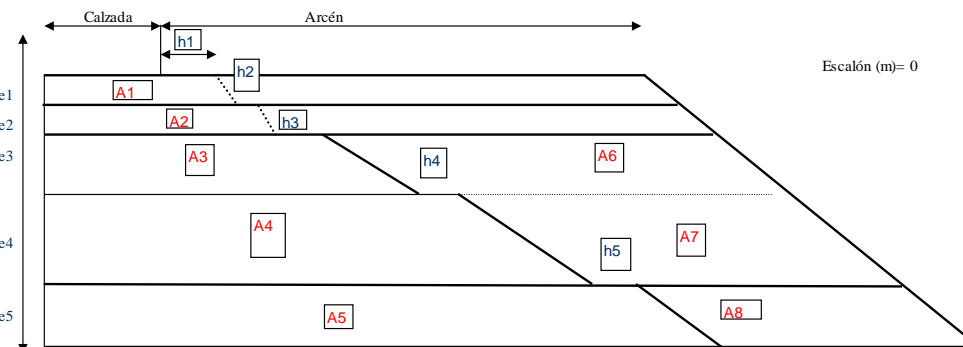 Calzada
Arcén
h1
h2
Escalón (m)= 0
e1
A1
e2
A2
h3
e3
A3
h4
A6
e4
A4
h5
A7
e5
A5
A8